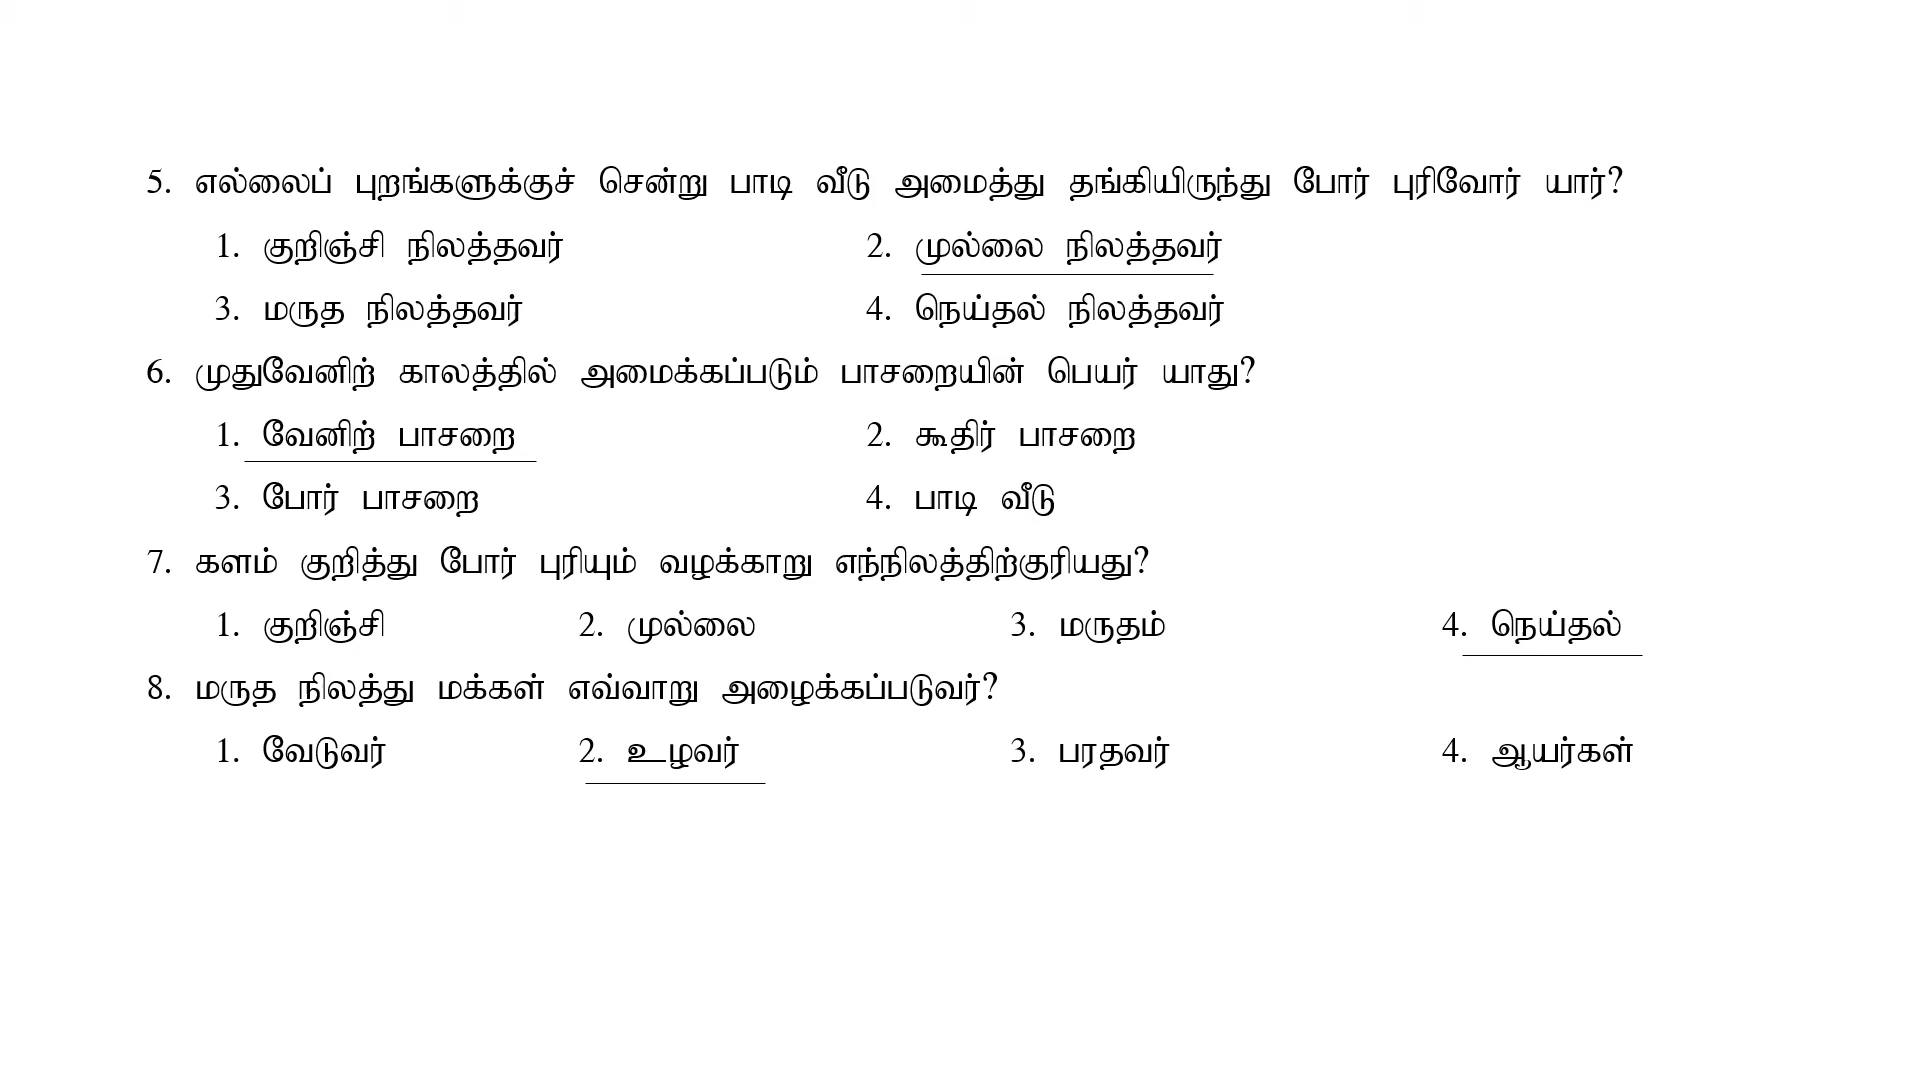 5. எல்லைப் புறங்களுக்குச் சென்று பாடி வீடு அமைத்து தங்கியிருந்து போர் புரிவோர் யார்?
1. குறிஞ்சி நிலத்தவர் 2. முல்லை நிலத்தவர்
3. மருத நிலத்தவர் 4. நெய்தல் நிலத்தவர்
6. முதுவேனிற் காலத்தில் அமைக்கப்படும் பாசறையின் பெயர் யாது?
1. வேனிற் பாசறை 2. கூதிர் பாசறை
3. போர் பாசறை 4. பாடி வீடு
7. களம் குறித்து போர் புரியும் வழக்காறு எந்நிலத்திற்குரியது?
1. குறிஞ்சி 2. முல்லை 3. மருதம் 4. நெய்தல்
8. மருத நிலத்து மக்கள் எவ்வாறு அழைக்கப்படுவர்?
1. வேடுவர் 2. உழவர் 3. பரதவர் 4. ஆயர்கள்